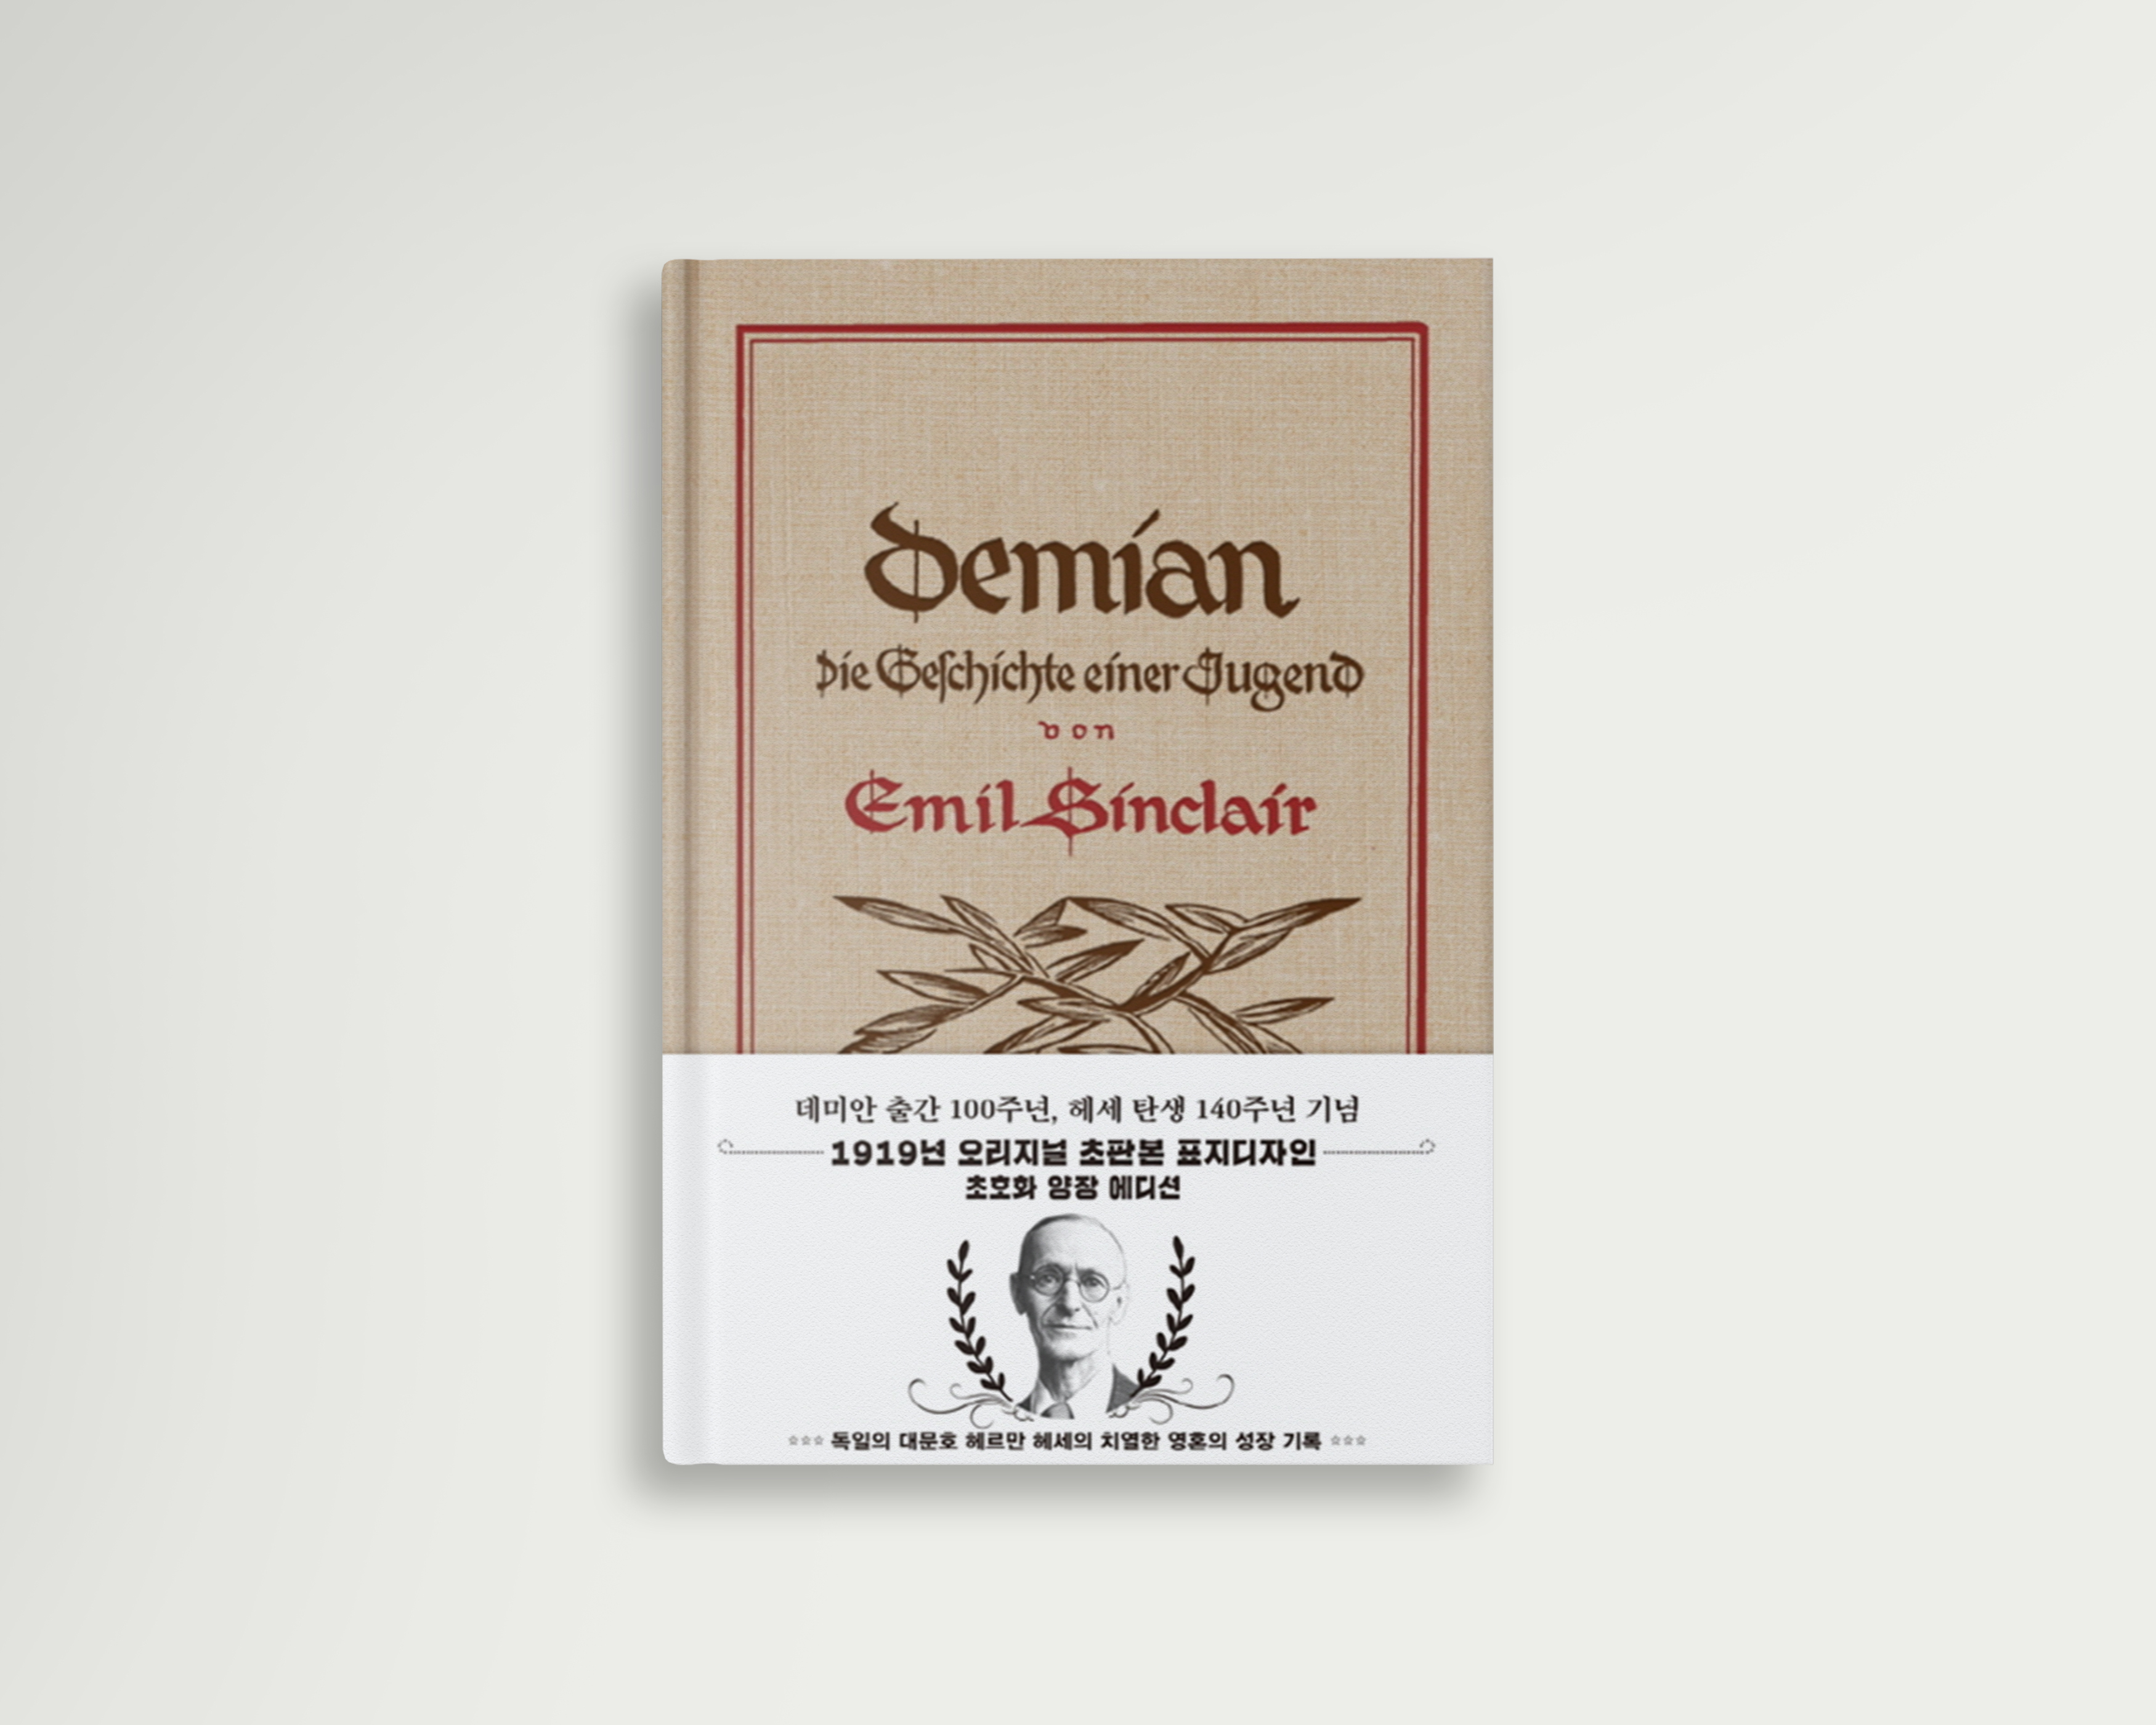 Demian
Die Geſchichte einer Jugend
von
Emil Sinclair
데미안 출간 100주년, 헤세 탄생 140주년 기념
1919년 오리지널 초판본 표지디자인
초호화 양장 에디션
☆☆☆ 독일의 대문호 헤르만 헤세의 치열한 영혼의 성장 기록 ☆☆☆